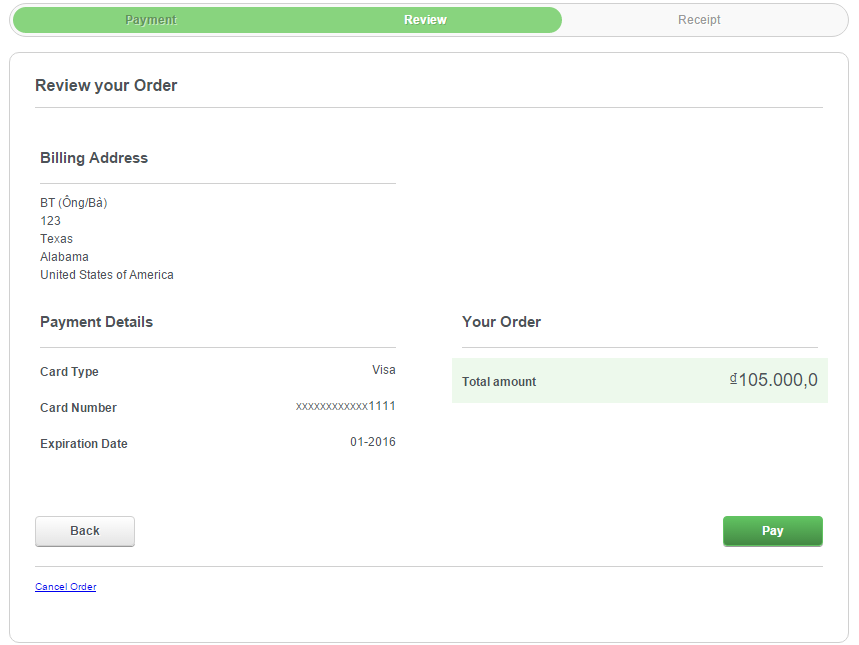 Payment Review Receipt
Review your Order
Billing Address
BT (Ông/Bà)
123
Texas
Alabama
United States of America
Payment Details
Card Type Visa
Card Number xxxxxxxxxxxx1111
Expiration Date 01-2016
Your Order
Total amount ₫105.000,0
Back Pay
Cancel Order